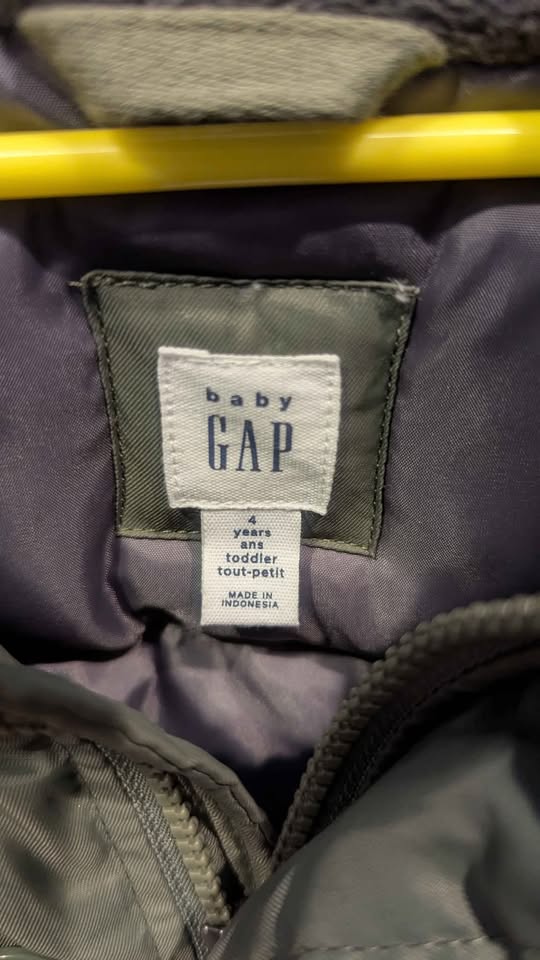 baby
GAP
4
years
ans
toddler
tout-petit
MADE IN
INDONESIA